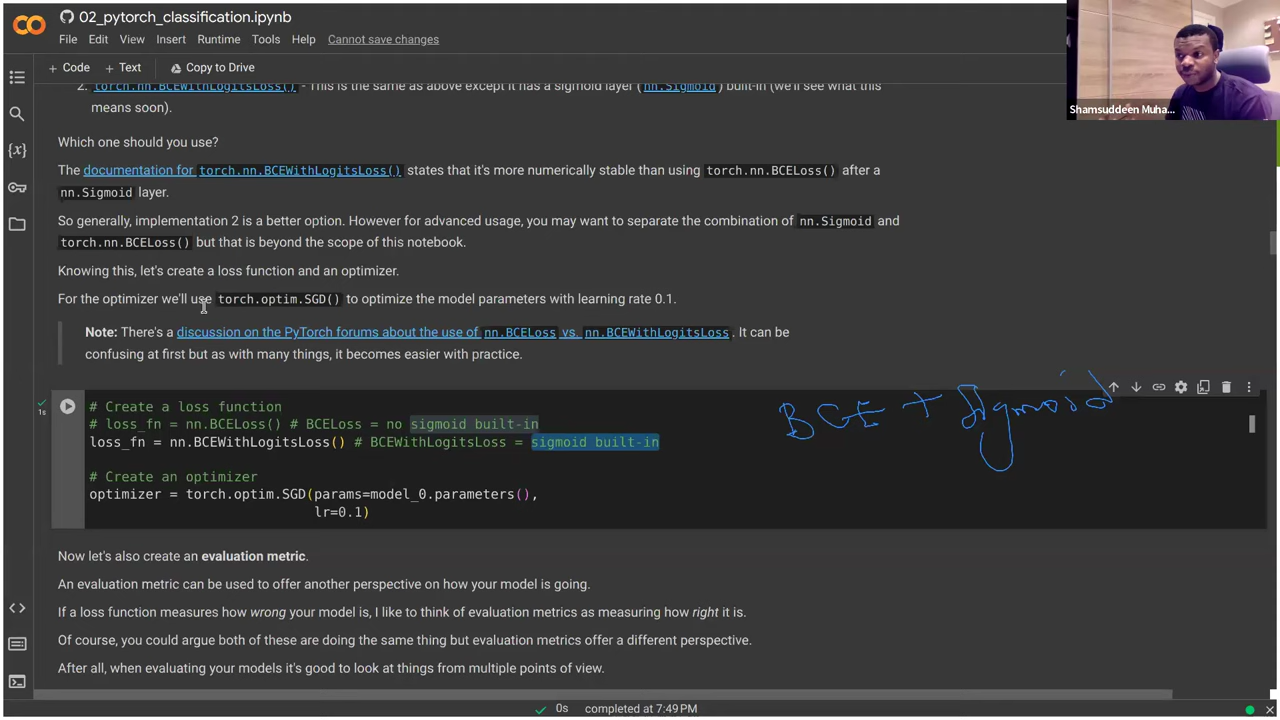 02_pytorch_classification.ipynb
File Edit View Insert Runtime Tools Help Cannot save changes
+ Code + Text Copy to Drive
Shamsuddeen Muha...
2. torch.nn.BCEWithLogitsLoss() - This is the same as above except it has a sigmoid layer (nn.Sigmoid) built-in (we'll see what this
means soon).
Which one should you use?
The documentation for torch.nn.BCEWithLogitsLoss() states that it's more numerically stable than using torch.nn.BCELoss() after a
nn.Sigmoid layer.
So generally, implementation 2 is a better option. However for advanced usage, you may want to separate the combination of nn.Sigmoid and
torch.nn.BCELoss() but that is beyond the scope of this notebook.
Knowing this, let's create a loss function and an optimizer.
For the optimizer we'll use torch.optim.SGD() to optimize the model parameters with learning rate 0.1.
Note: There's a discussion on the PyTorch forums about the use of nn.BCELoss vs. nn.BCEWithLogitsLoss. It can be
confusing at first but as with many things, it becomes easier with practice.
BCE + Sigmoid
1s
# Create a loss function
# loss_fn = nn.BCELoss() # BCELoss = no sigmoid built-in
loss_fn = nn.BCEWithLogitsLoss() # BCEWithLogitsLoss = sigmoid built-in
# Create an optimizer
optimizer = torch.optim.SGD(params=model_0.parameters(),
lr=0.1)
Now let's also create an evaluation metric.
An evaluation metric can be used to offer another perspective on how your model is going.
If a loss function measures how wrong your model is, I like to think of evaluation metrics as measuring how right it is.
Of course, you could argue both of these are doing the same thing but evaluation metrics offer a different perspective.
After all, when evaluating your models it's good to look at things from multiple points of view.
0s completed at 7:49PM